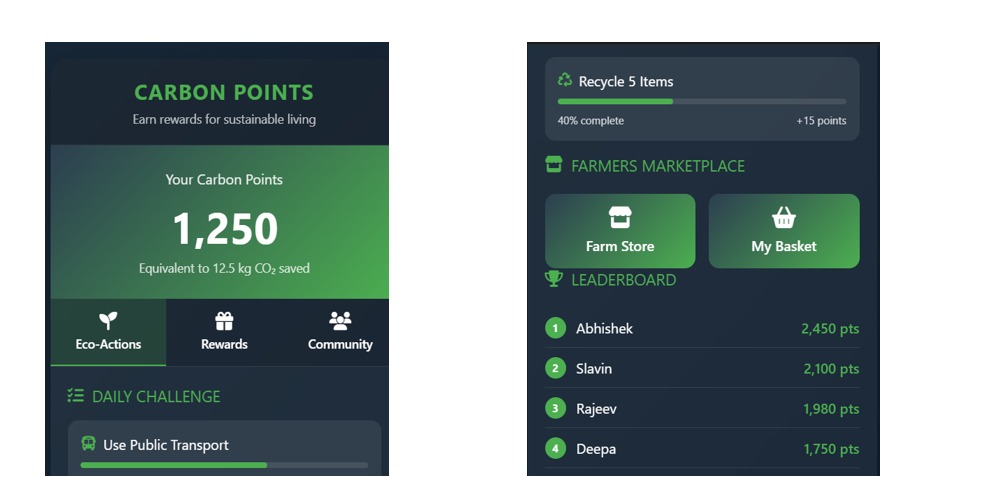 CARBON POINTS
Earn rewards for sustainable living
Your Carbon Points
1,250
Equivalent to 12.5 kg CO₂ saved
Eco-Actions Rewards Community
DAILY CHALLENGE
Use Public Transport
Recycle 5 Items
40% complete +15 points
FARMERS MARKETPLACE
Farm Store My Basket
LEADERBOARD
1 Abhishek 2,450 pts
2 Slavin 2,100 pts
3 Rajeev 1,980 pts
4 Deepa 1,750 pts